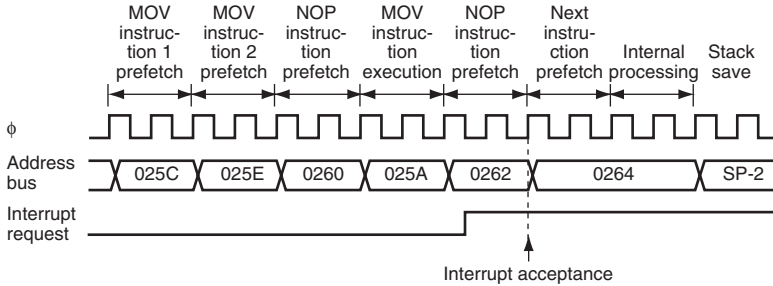 MOV MOV NOP MOV NOP Next
instruc- instruc- instruc- instruc- instruc- instru-
tion 1 tion 2 tion tion tion ction Internal Stack
prefetch prefetch prefetch execution prefetch prefetch processing save
φ
Address
bus
025C 025E 0260 025A 0262 0264 SP-2
Interrupt
request
Interrupt acceptance